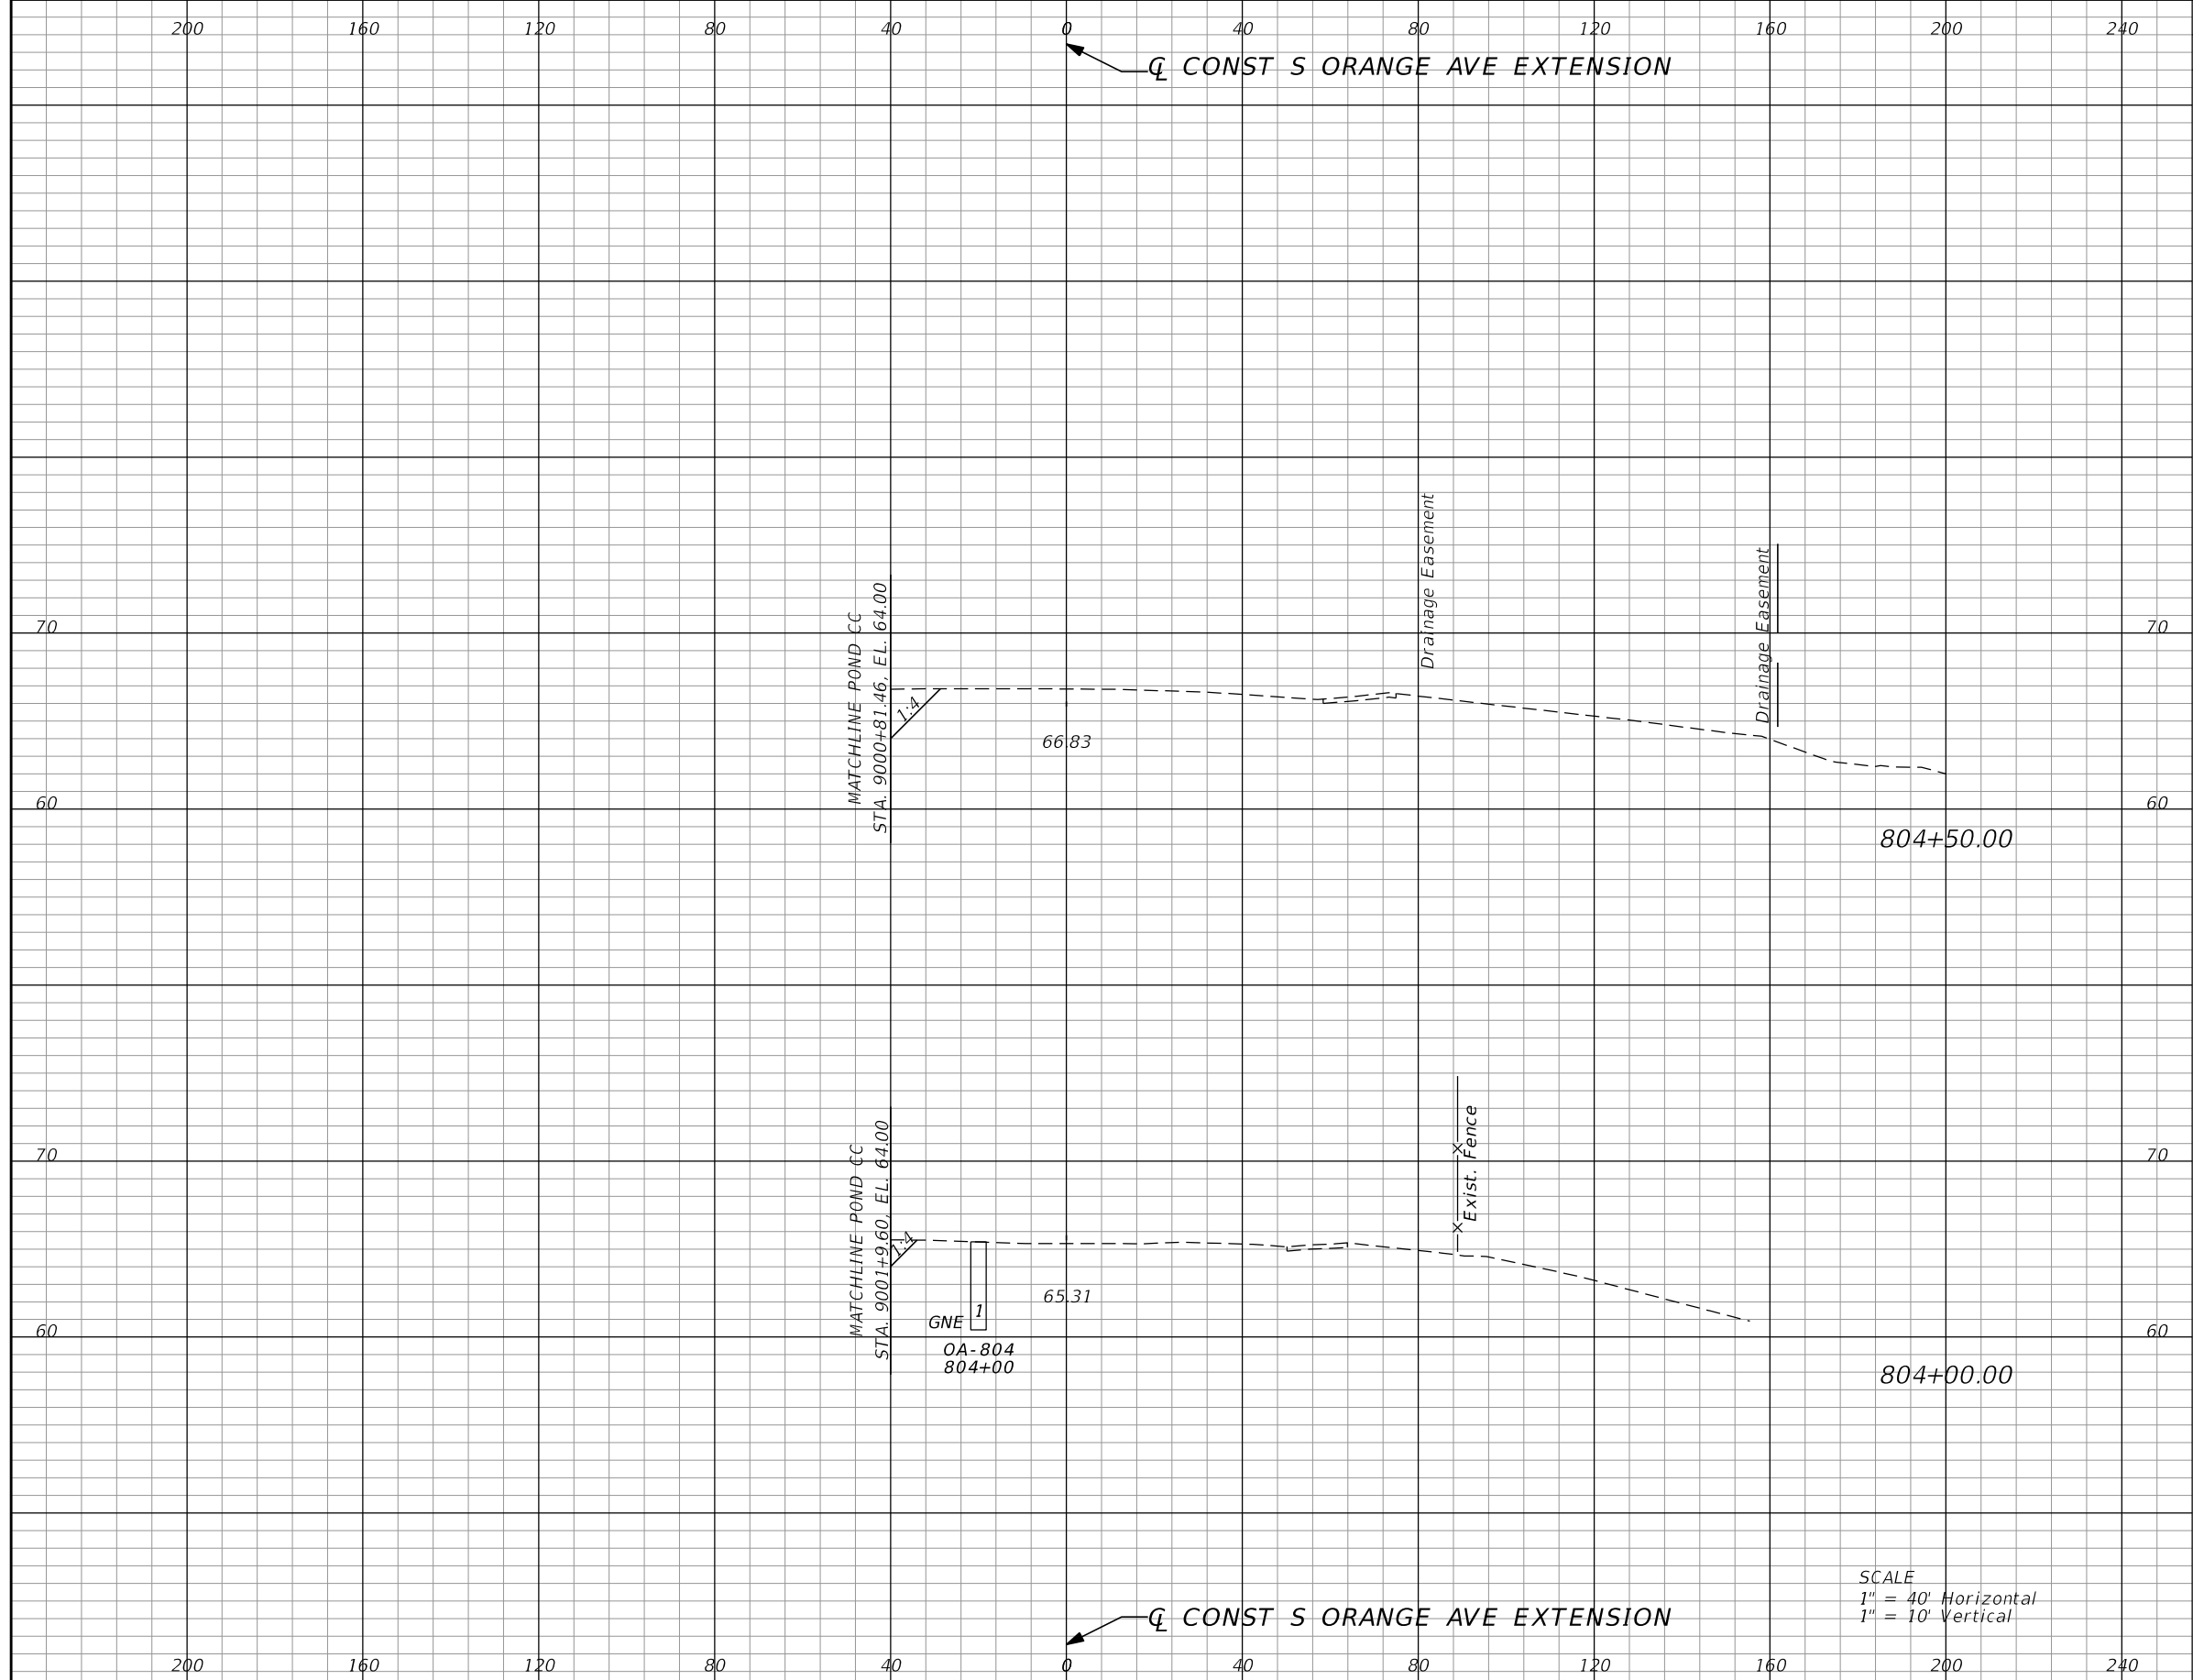 200 160 120 80 40 0 40 80 120 160 200 240
℄ CONST S ORANGE AVE EXTENSION
Drainage Easement
Drainage Easement
MATCHLINE POND CC
STA. 9000+81.46, EL. 64.00
70 70
1:4
66.83
60 60
804+50.00
Exist. Fence
MATCHLINE POND CC
STA. 9001+9.60, EL. 64.00
70 70
1:4
65.31
1
GNE
60 60
OA-804
804+00
804+00.00
SCALE
1" = 40' Horizontal
1" = 10' Vertical
℄ CONST S ORANGE AVE EXTENSION
200 160 120 80 40 0 40 80 120 160 200 240